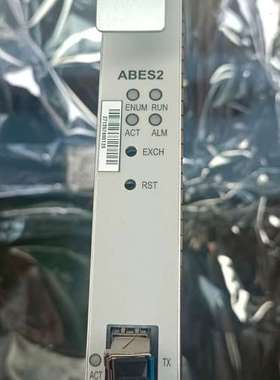 ABES2
ENUM RUN
ACT ALM
EXCH
RST
ACT
TX